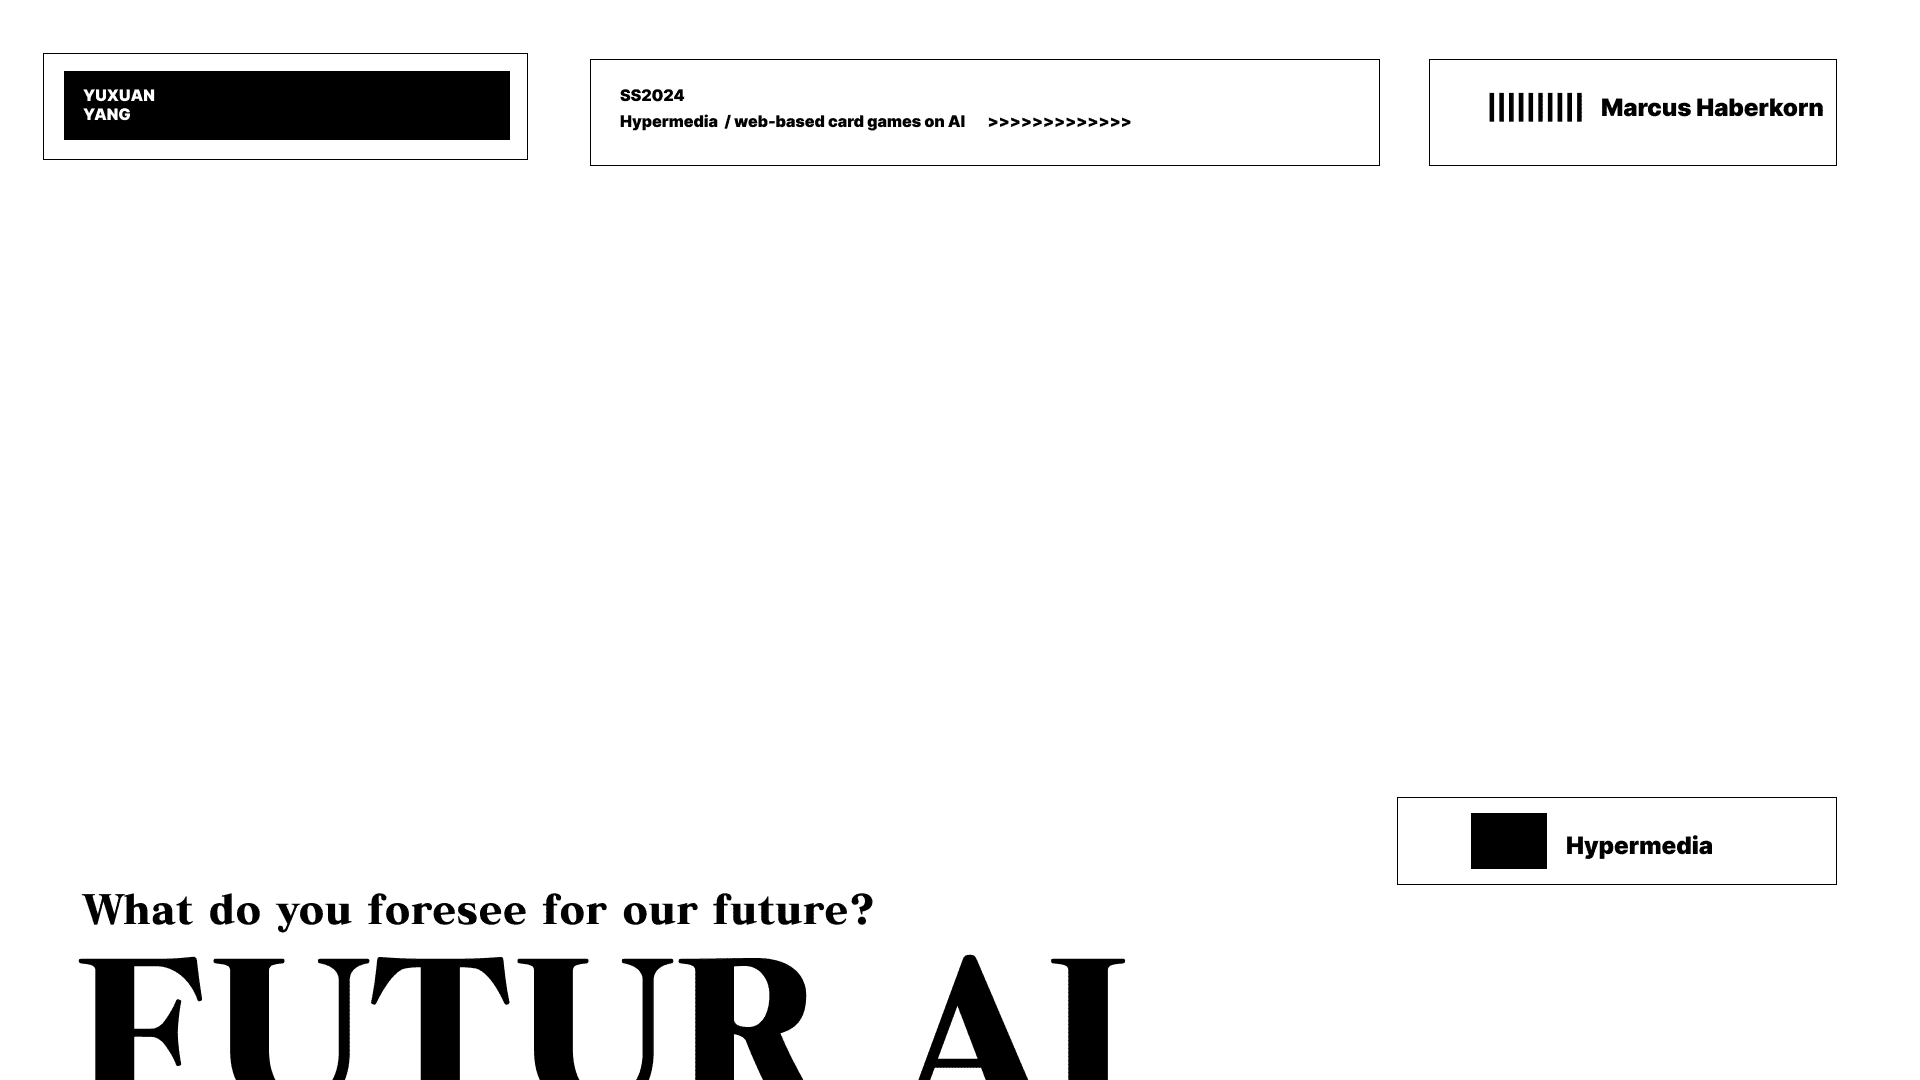 YUXUAN
YANG
SS2024
Hypermedia / web-based card games on AI >>>>>>>>>>>>>
Marcus Haberkorn
Hypermedia
What do you foresee for our future?
FUTUR AI